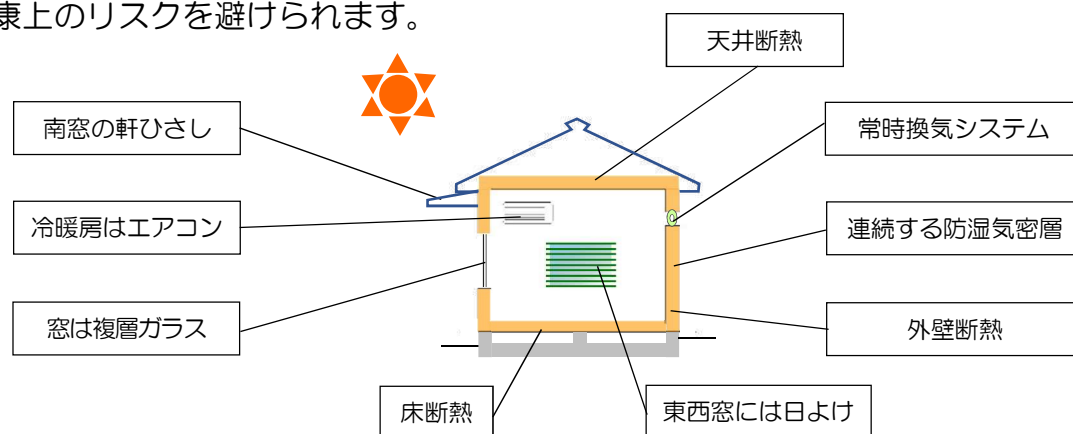 康上のリスクを避けられます。
天井断熱
南窓の軒ひさし
常時換気システム
冷暖房はエアコン
連続する防湿気密層
窓は複層ガラス
外壁断熱
床断熱
東西窓には日よけ